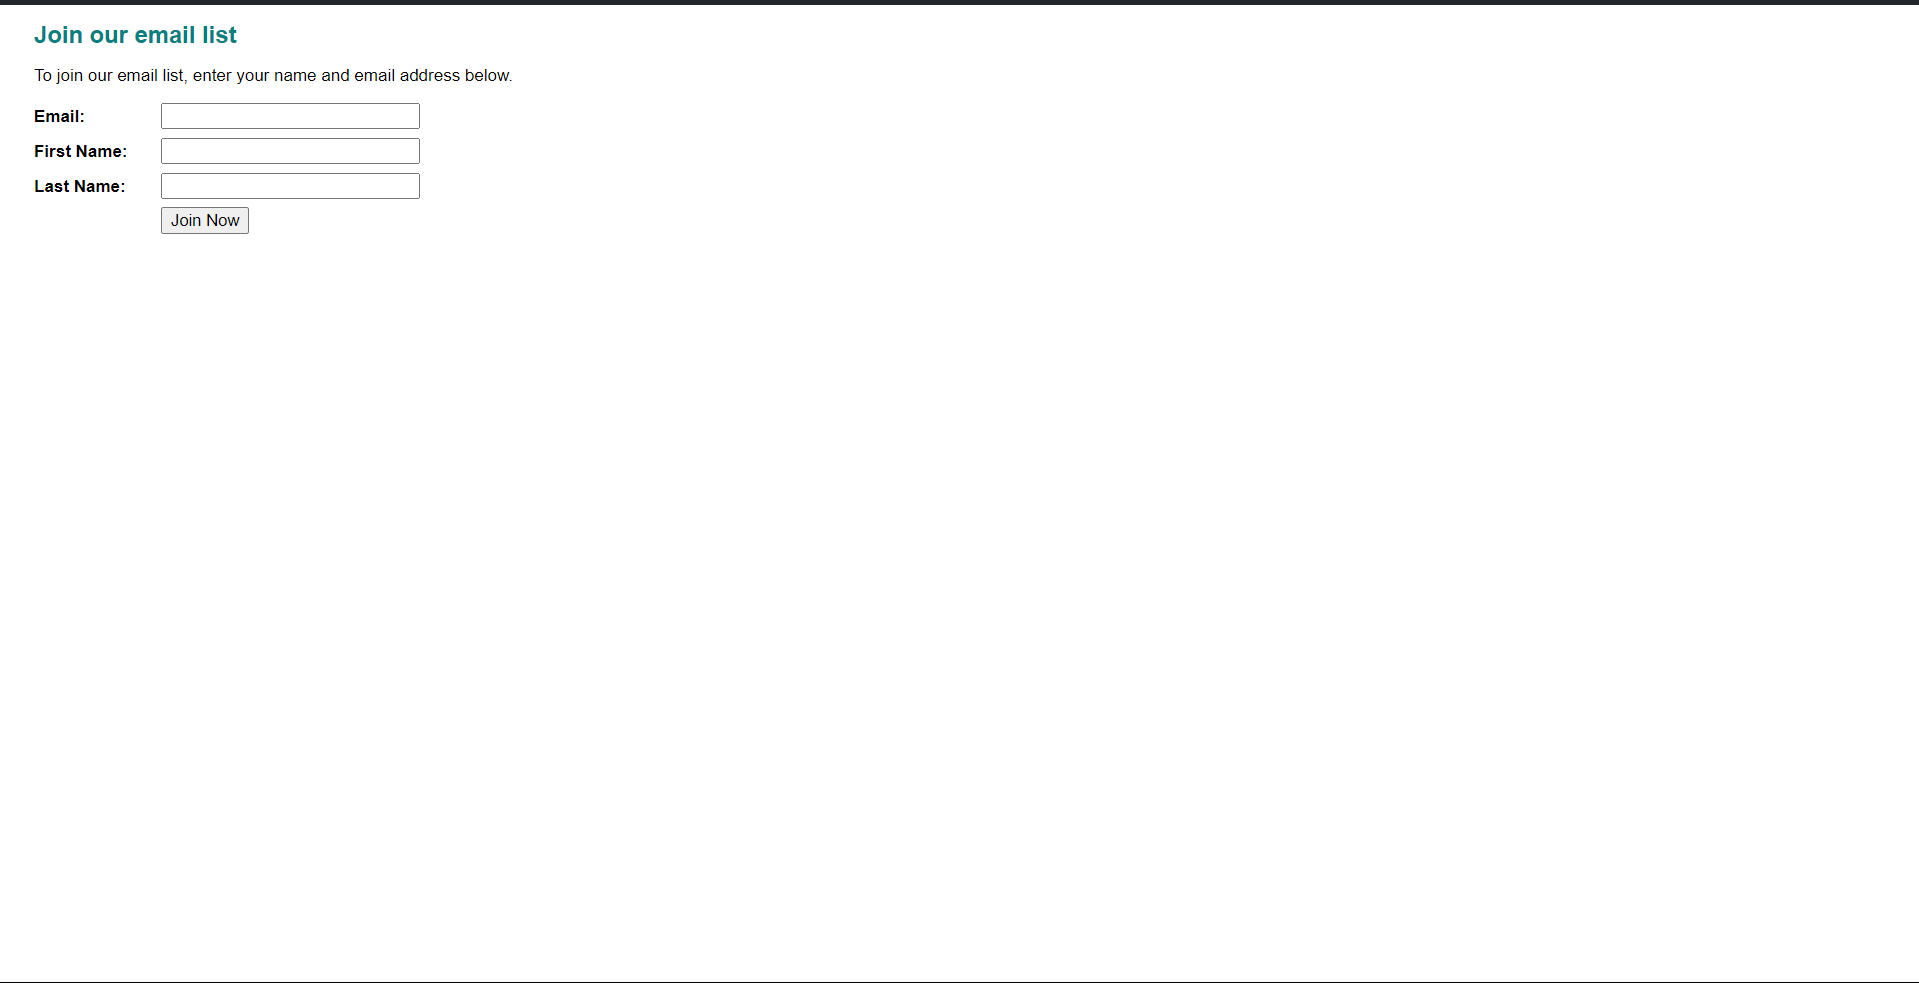 Join our email list
To join our email list, enter your name and email address below.
Email:
First Name:
Last Name:
Join Now